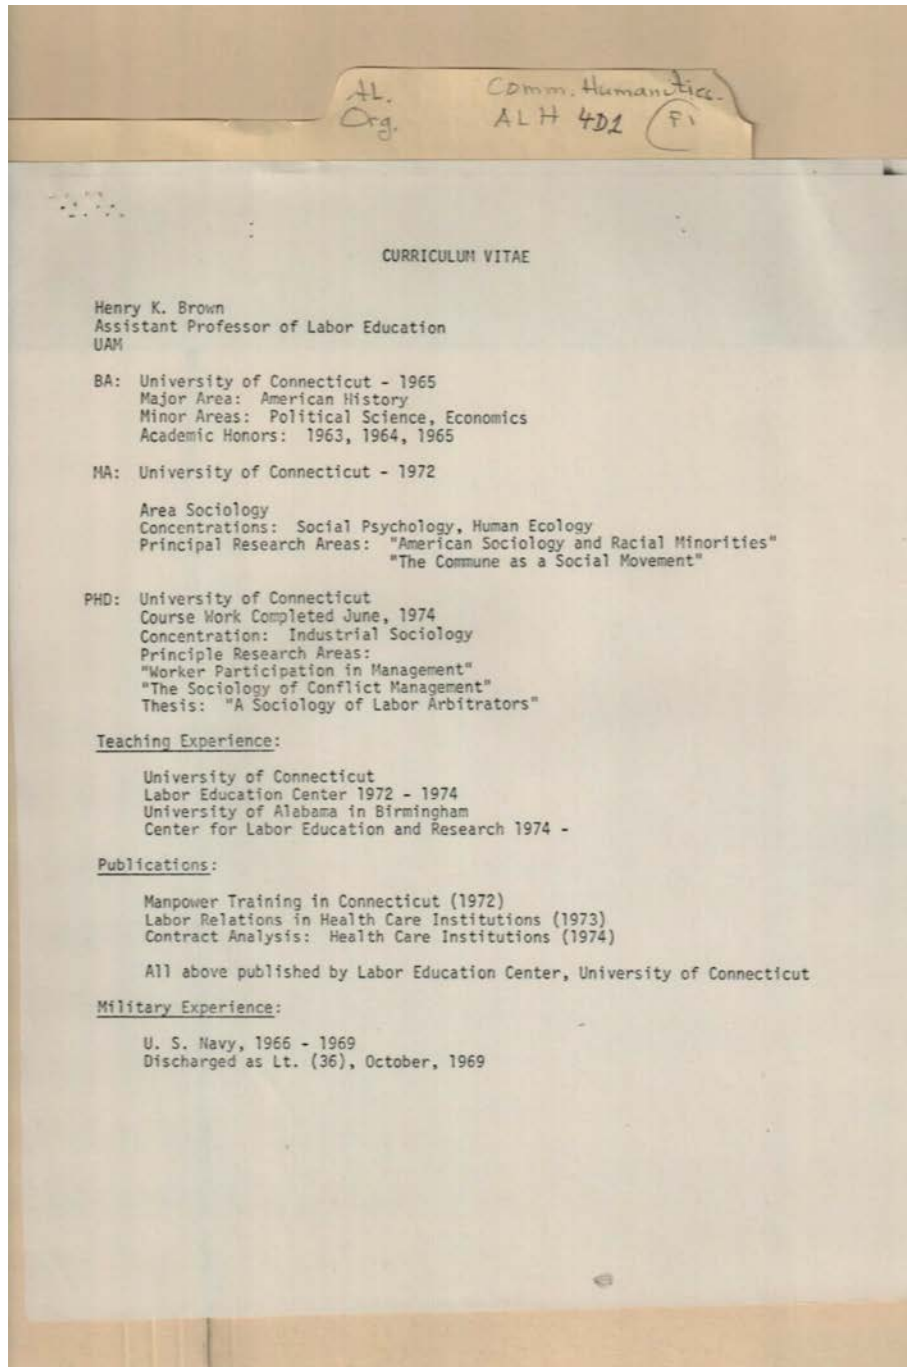 AL. Comm. Humanities.
Org. ALH 4D1 F1
CURRICULUM VITAE
Henry K. Brown
Assistant Professor of Labor Education
UAM
BA: University of Connecticut - 1965
Major Area: American History
Minor Areas: Political Science, Economics
Academic Honors: 1963, 1964, 1965
MA: University of Connecticut - 1972
Area Sociology
Concentrations: Social Psychology, Human Ecology
Principal Research Areas: "American Sociology and Racial Minorities"
"The Commune as a Social Movement"
PHD: University of Connecticut
Course Work Completed June, 1974
Concentration: Industrial Sociology
Principle Research Areas:
"Worker Participation in Management"
"The Sociology of Conflict Management"
Thesis: "A Sociology of Labor Arbitrators"
Teaching Experience:
University of Connecticut
Labor Education Center 1972 - 1974
University of Alabama in Birmingham
Center for Labor Education and Research 1974 -
Publications:
Manpower Training in Connecticut (1972)
Labor Relations in Health Care Institutions (1973)
Contract Analysis: Health Care Institutions (1974)
All above published by Labor Education Center, University of Connecticut
Military Experience:
U. S. Navy, 1966 - 1969
Discharged as Lt. (36), October, 1969